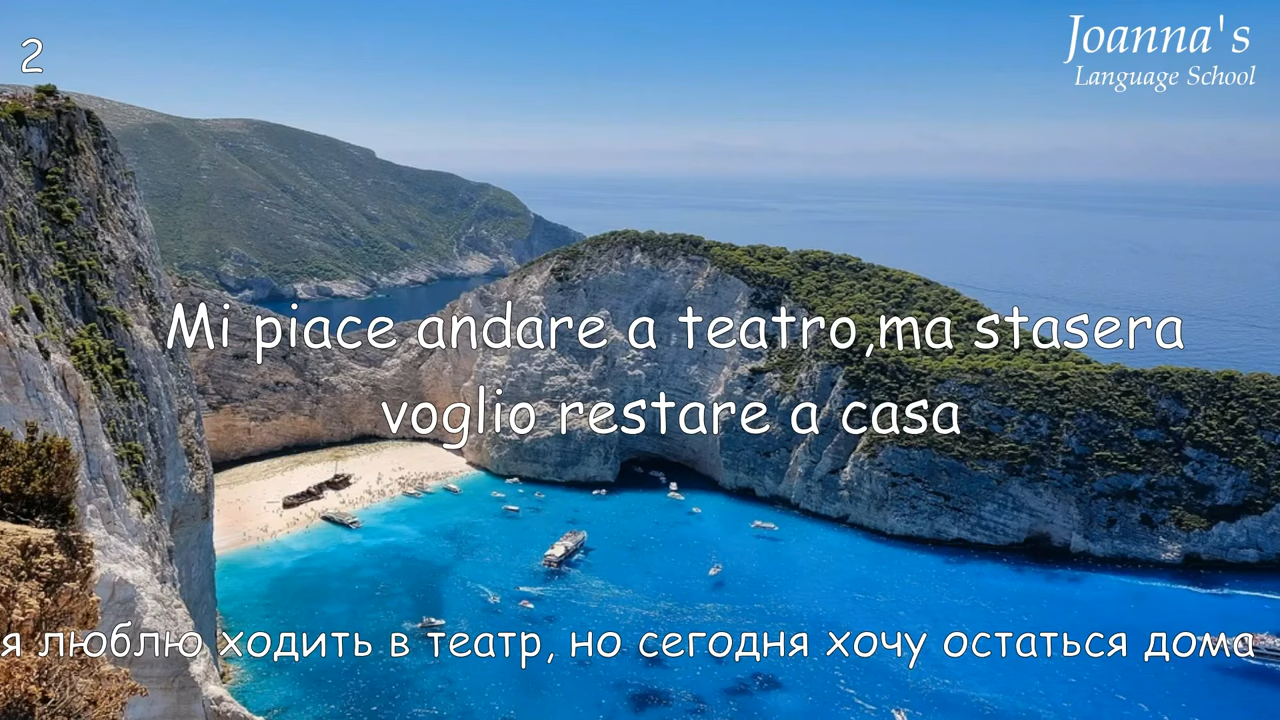 2
Joanna's
Language School
Mi piace andare a teatro,ma stasera
voglio restare a casa
я люблю ходить в театр, но сегодня хочу остаться дома